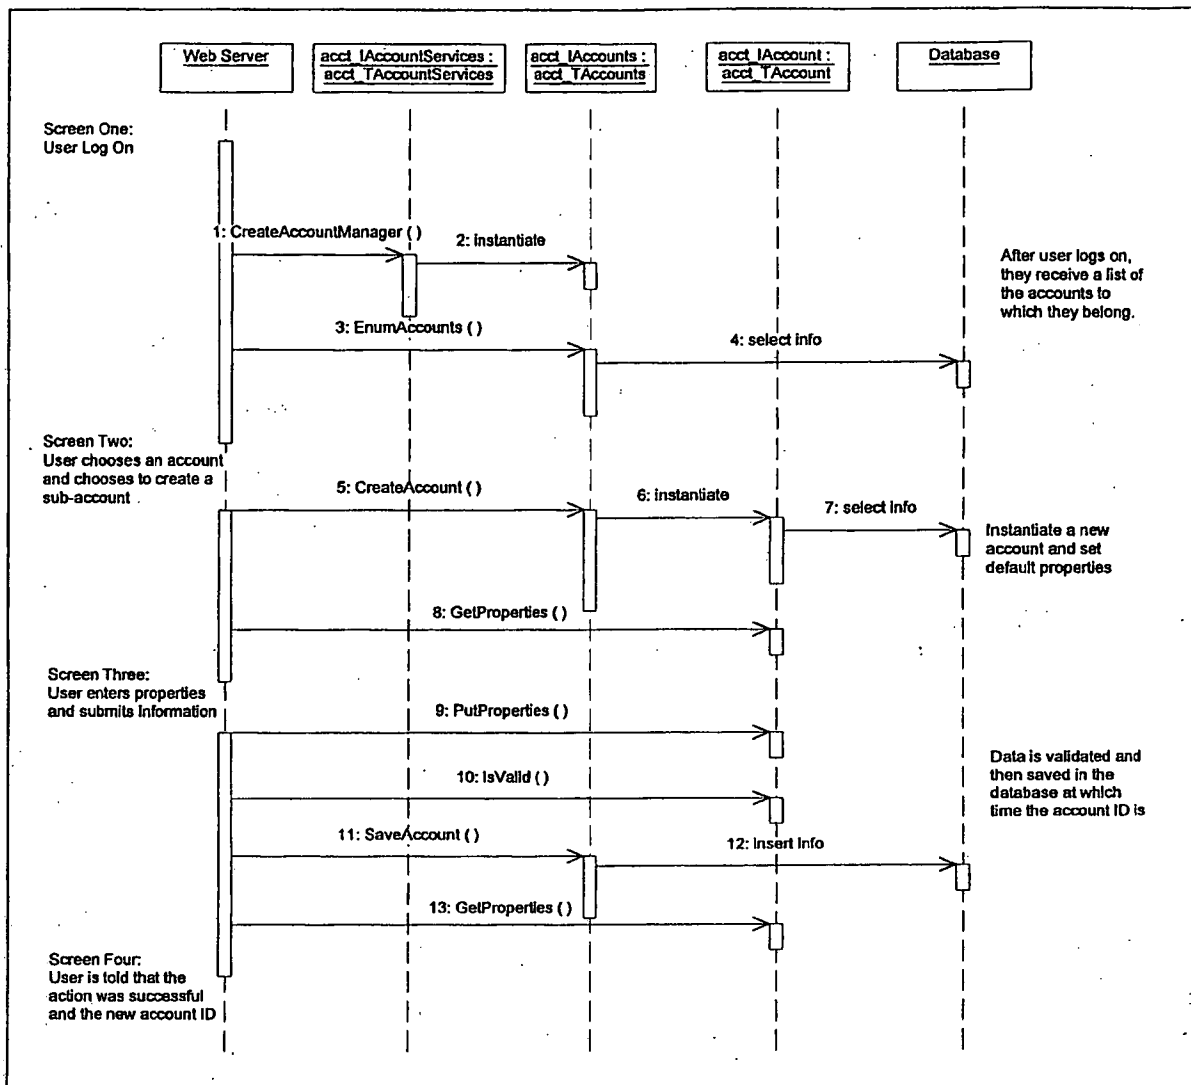 Web Server
acct_IAccountServices :
acct_TAccountServices
acct_IAccounts :
acct_TAccounts
acct_IAccount :
acct_TAccount
Database
Screen One:
User Log On
1: CreateAccountManager ( )
2: instantiate
After user logs on,
they receive a list of
the accounts to
which they belong.
3: EnumAccounts ( )
4: select info
Screen Two:
User chooses an account
and chooses to create a
sub-account
5: CreateAccount ( )
6: instantiate
7: select info
Instantiate a new
account and set
default properties
8: GetProperties ( )
Screen Three:
User enters properties
and submits information
9: PutProperties ( )
10: IsValid ( )
Data is validated and
then saved in the
database at which
time the account ID is
11: SaveAccount ( )
12: insert info
13: GetProperties ( )
Screen Four:
User is told that the
action was successful
and the new account ID